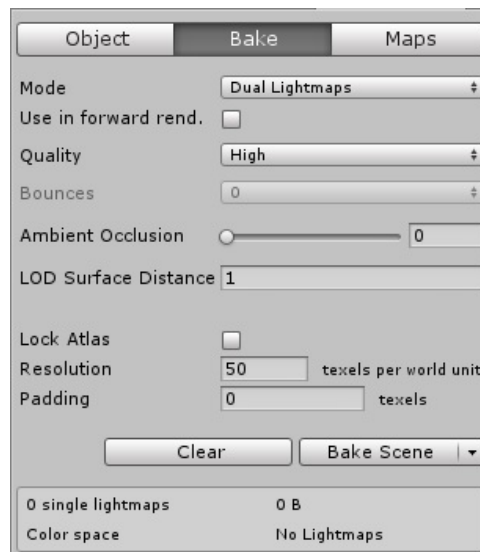 Object Bake Maps
Mode Dual Lightmaps
Use in forward rend.
Quality High
Bounces 0
Ambient Occlusion 0
LOD Surface Distance 1
Lock Atlas
Resolution 50 texels per world unit
Padding 0 texels
Clear Bake Scene
0 single lightmaps 0 B
Color space No Lightmaps